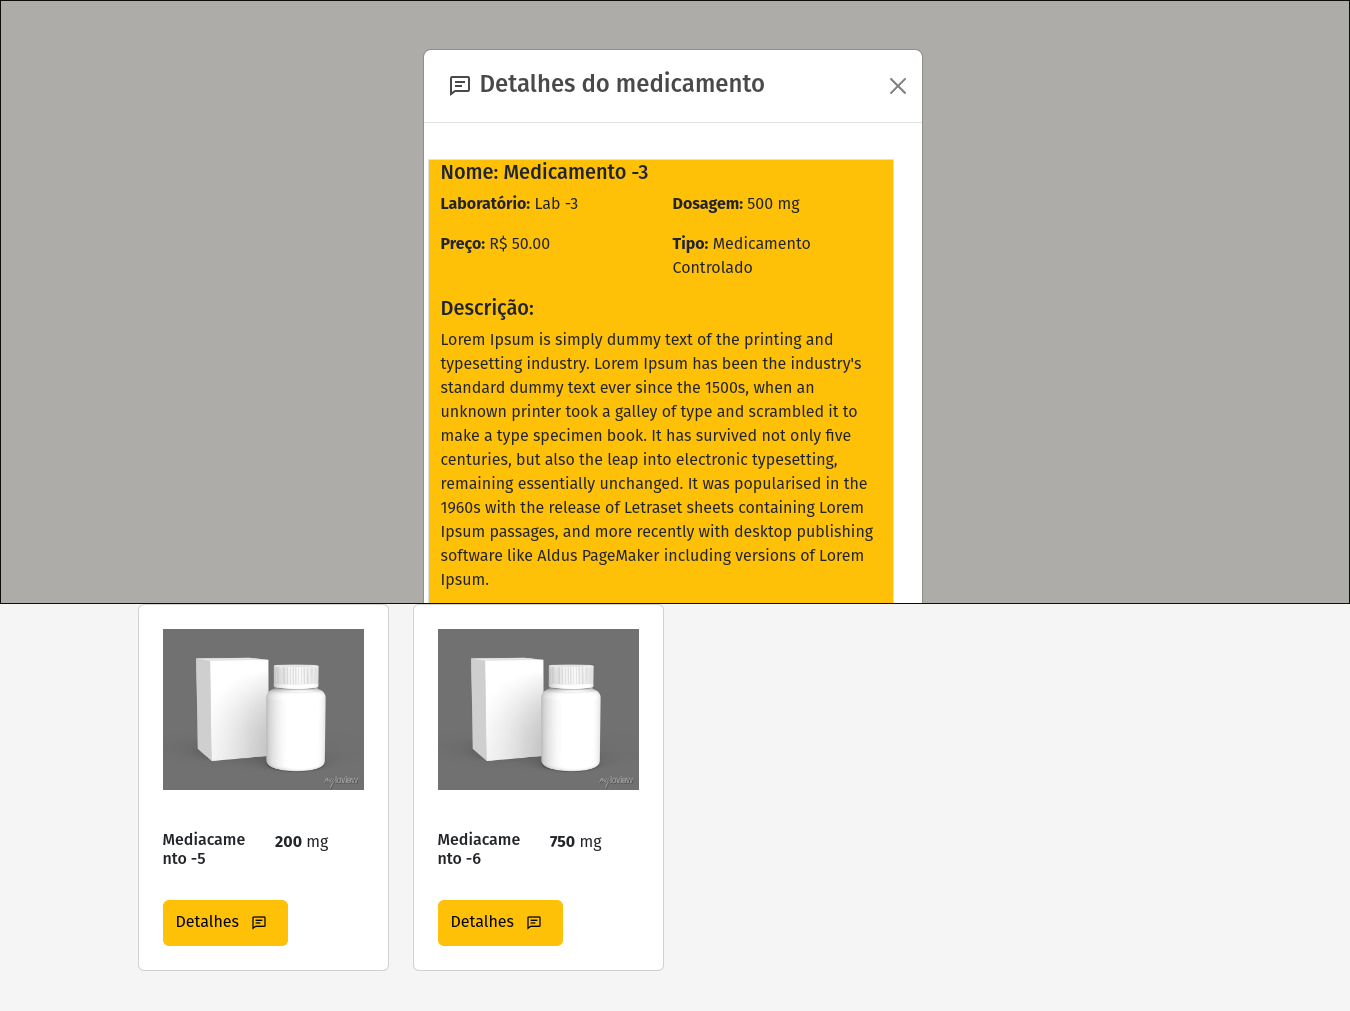 Detalhes do medicamento
Nome: Medicamento -3
Laboratório: Lab -3
Dosagem: 500 mg
Preço: R$ 50.00
Tipo: Medicamento
Controlado
Descrição:
Lorem Ipsum is simply dummy text of the printing and
typesetting industry. Lorem Ipsum has been the industry's
standard dummy text ever since the 1500s, when an
unknown printer took a galley of type and scrambled it to
make a type specimen book. It has survived not only five
centuries, but also the leap into electronic typesetting,
remaining essentially unchanged. It was popularised in the
1960s with the release of Letraset sheets containing Lorem
Ipsum passages, and more recently with desktop publishing
software like Aldus PageMaker including versions of Lorem
Ipsum.
myloview
Mediacame
nto -5
200 mg
Detalhes
myloview
Mediacame
nto -6
750 mg
Detalhes